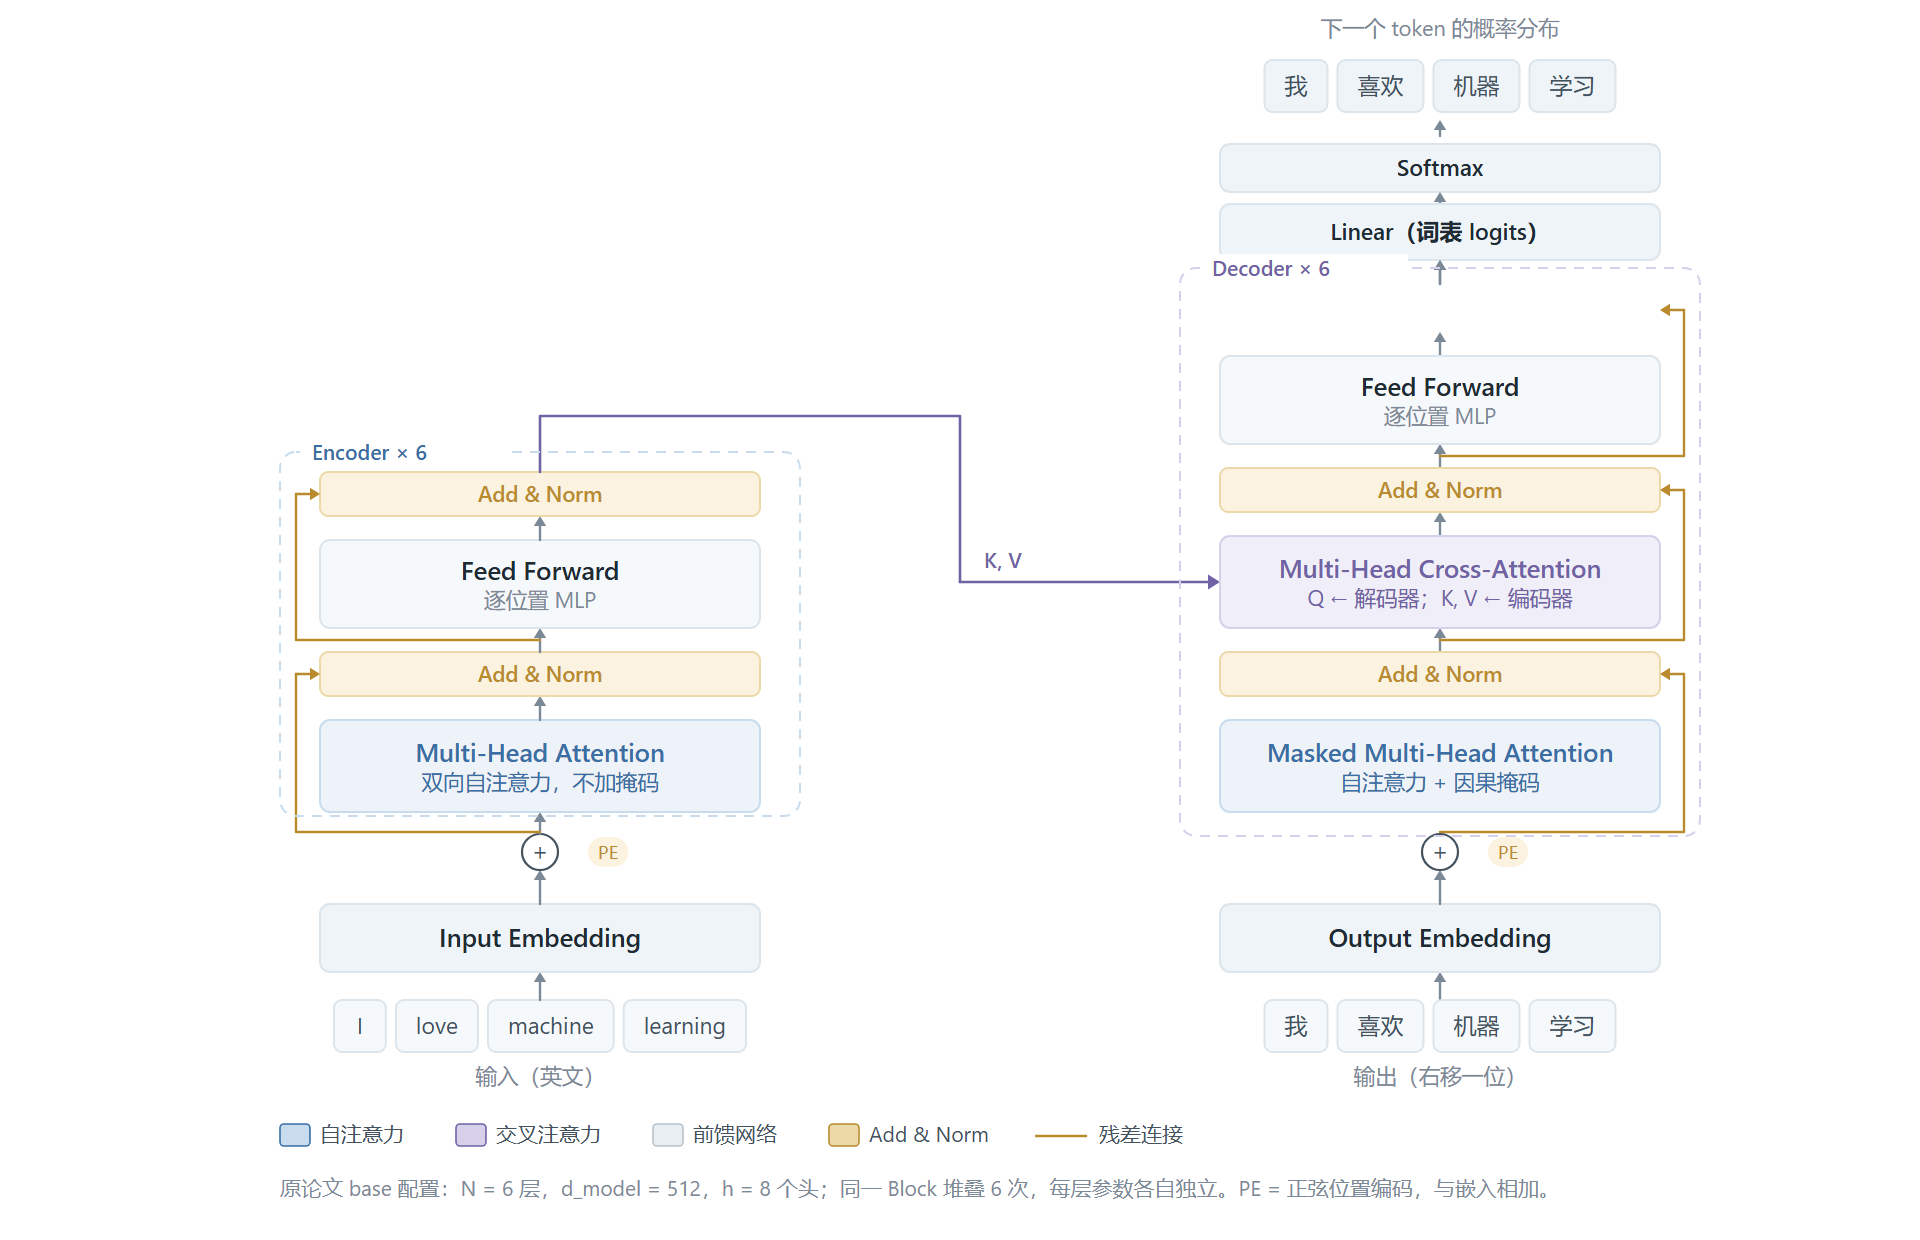 下一个 token 的概率分布
我 喜欢 机器 学习
Softmax
Linear（词表 logits）
Decoder × 6
Feed Forward
逐位置 MLP
Add & Norm
Multi-Head Cross-Attention
Q ← 解码器；K, V ← 编码器
Add & Norm
Masked Multi-Head Attention
自注意力 + 因果掩码
+ PE
Output Embedding
我 喜欢 机器 学习
输出（右移一位）
K, V
Encoder × 6
Add & Norm
Feed Forward
逐位置 MLP
Add & Norm
Multi-Head Attention
双向自注意力，不加掩码
+ PE
Input Embedding
I love machine learning
输入（英文）
自注意力 交叉注意力 前馈网络 Add & Norm 残差连接
原论文 base 配置：N = 6 层，d_model = 512，h = 8 个头；同一 Block 堆叠 6 次，每层参数各自独立。PE = 正弦位置编码，与嵌入相加。